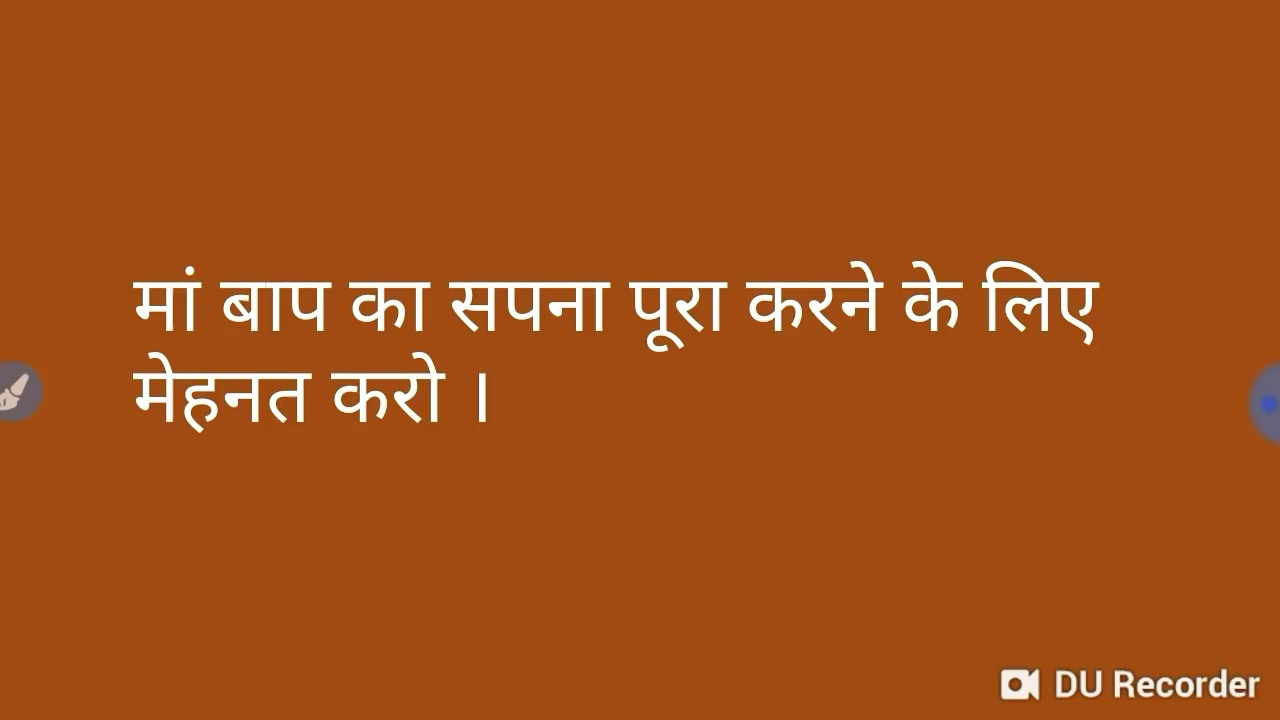 मां बाप का सपना पूरा करने के लिए
मेहनत करो ।
DU Recorder